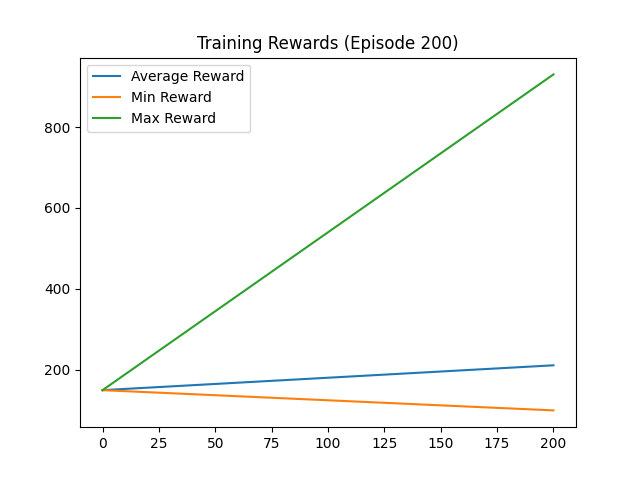 Training Rewards (Episode 200)
Average Reward
Min Reward
Max Reward
800
600
400
200
0 25 50 75 100 125 150 175 200